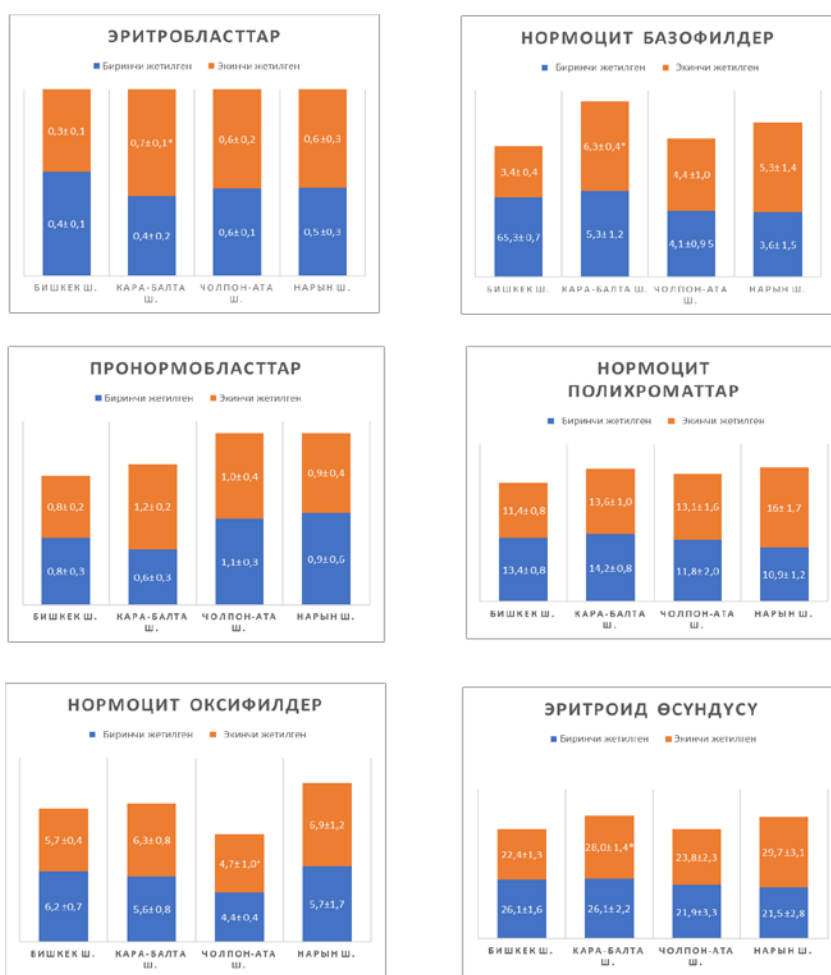 ЭРИТРОБЛАСТТАР
Биринчи жетилген Экинчи жетилген
0,3±0,1 0,7±0,1* 0,6±0,2 0,6±0,3
0,4±0,1 0,4±0,2 0,6±0,1 0,5±0,3
БИШКЕК Ш. КАРА-БАЛТА Ш. ЧОЛПОН-АТА Ш. НАРЫН Ш.
НОРМОЦИТ БАЗОФИЛДЕР
Биринчи жетилген Экинчи жетилген
3,4±0,4 6,3±0,4* 4,4±1,0 5,3±1,4
65,3±0,7 5,3±1,2 4,1±0,95 3,6±1,5
БИШКЕК Ш. КАРА-БАЛТА Ш. ЧОЛПОН-АТА Ш. НАРЫН Ш.
ПРОНОРМОБЛАСТТАР
Биринчи жетилген Экинчи жетилген
0,8±0,2 1,2±0,2 1,0±0,4 0,9±0,4
0,8±0,3 0,6±0,3 1,1±0,3 0,9±0,6
БИШКЕК Ш. КАРА-БАЛТА Ш. ЧОЛПОН-АТА Ш. НАРЫН Ш.
НОРМОЦИТ
ПОЛИХРОМАТТАР
Биринчи жетилген Экинчи жетилген
11,4±0,8 13,6±1,0 13,1±1,6 16±1,7
13,4±0,8 14,2±0,8 11,8±2,0 10,9±1,2
БИШКЕК Ш. КАРА-БАЛТА Ш. ЧОЛПОН-АТА Ш. НАРЫН Ш.
НОРМОЦИТ ОКСИФИЛДЕР
Биринчи жетилген Экинчи жетилген
5,7±0,4 6,3±0,8 4,7±1,0* 6,9±1,2
6,2±0,7 5,6±0,8 4,4±0,4 5,7±1,7
БИШКЕК Ш. КАРА-БАЛТА Ш. ЧОЛПОН-АТА Ш. НАРЫН Ш.
ЭРИТРОИД ӨСҮНДҮСҮ
Биринчи жетилген Экинчи жетилген
22,4±1,3 28,0±1,4* 23,8±2,3 29,7±3,1
26,1±1,6 26,1±2,2 21,9±3,3 21,5±2,8
БИШКЕК Ш. КАРА-БАЛТА Ш. ЧОЛПОН-АТА Ш. НАРЫН Ш.